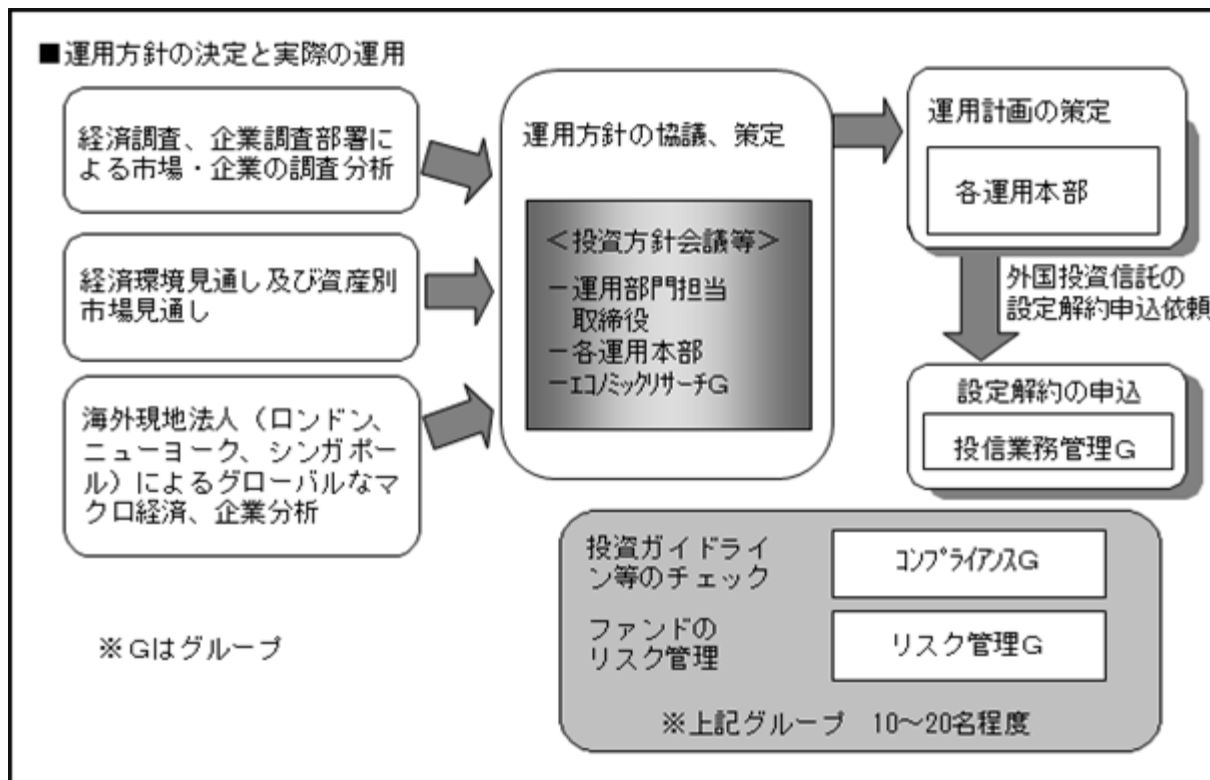 ■運用方針の決定と実際の運用
経済調査、企業調査部署に
よる市場・企業の調査分析
経済環境見通し及び資産別
市場見通し
海外現地法人（ロンドン、
ニューヨーク、シンガポー
ル）によるグローバルなマ
クロ経済、企業分析
※Gはグループ
運用方針の協議、策定
＜投資方針会議等＞
－運用部門担当
取締役
－各運用本部
－ｴｺﾉﾐｯｸﾘｻｰﾁG
運用計画の策定
各運用本部
外国投資信託の
設定解約申込依頼
設定解約の申込
投信業務管理G
投資ガイドライ
ン等のチェック
ｺﾝﾌﾟﾗｲｱﾝｽG
ファンドの
リスク管理
リスク管理G
※上記グループ　10～20名程度